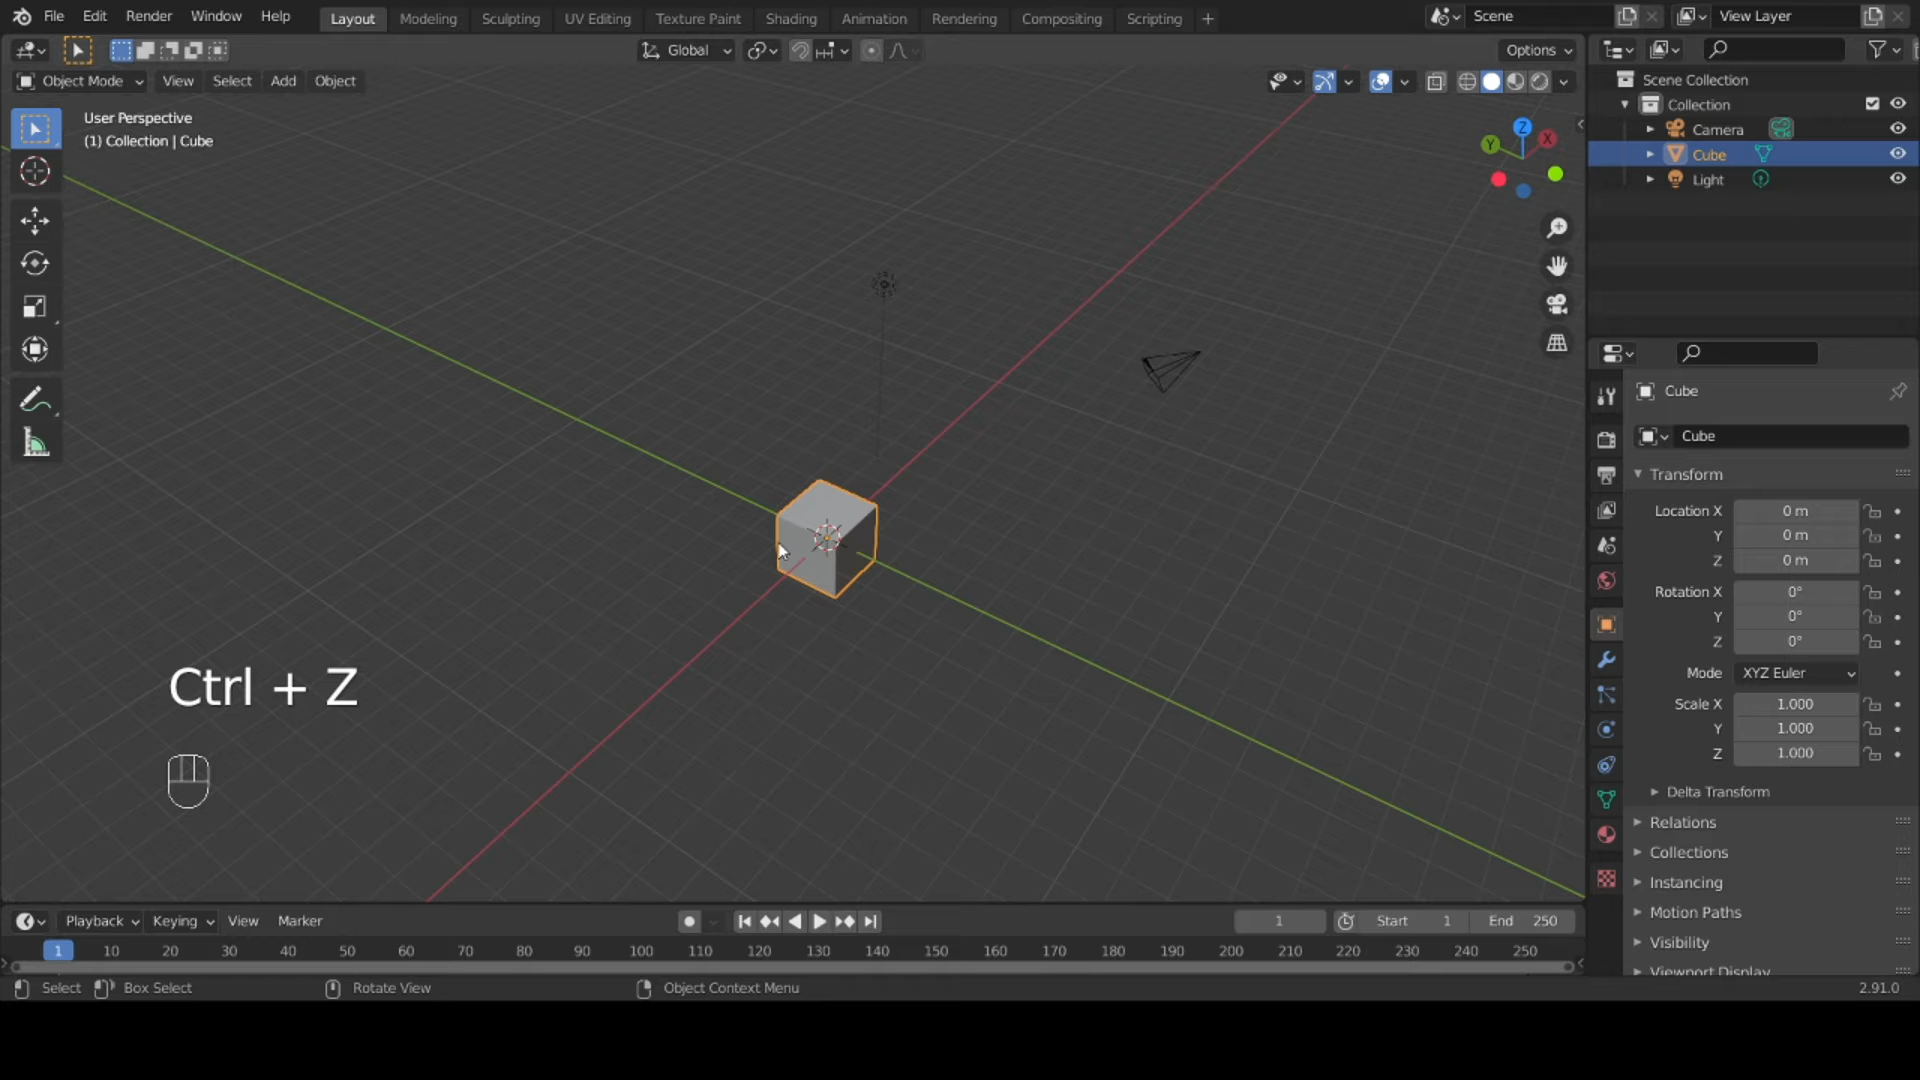 File Edit Render Window Help Layout Modeling Sculpting UV Editing Texture Paint Shading Animation Rendering Compositing Scripting + Scene View Layer
Global Options
Object Mode View Select Add Object
User Perspective
(1) Collection | Cube
Z
Y
X
Scene Collection
Collection
Camera
Cube
Light
Cube
Cube
Transform
Location X 0 m
Y 0 m
Z 0 m
Rotation X 0°
Y 0°
Z 0°
Mode XYZ Euler
Scale X 1.000
Y 1.000
Z 1.000
Delta Transform
Relations
Collections
Instancing
Motion Paths
Visibility
Viewport Display
Ctrl + Z
Playback Keying View Marker 1 Start 1 End 250
1 10 20 30 40 50 60 70 80 90 100 110 120 130 140 150 160 170 180 190 200 210 220 230 240 250
Select Box Select Rotate View Object Context Menu 2.91.0